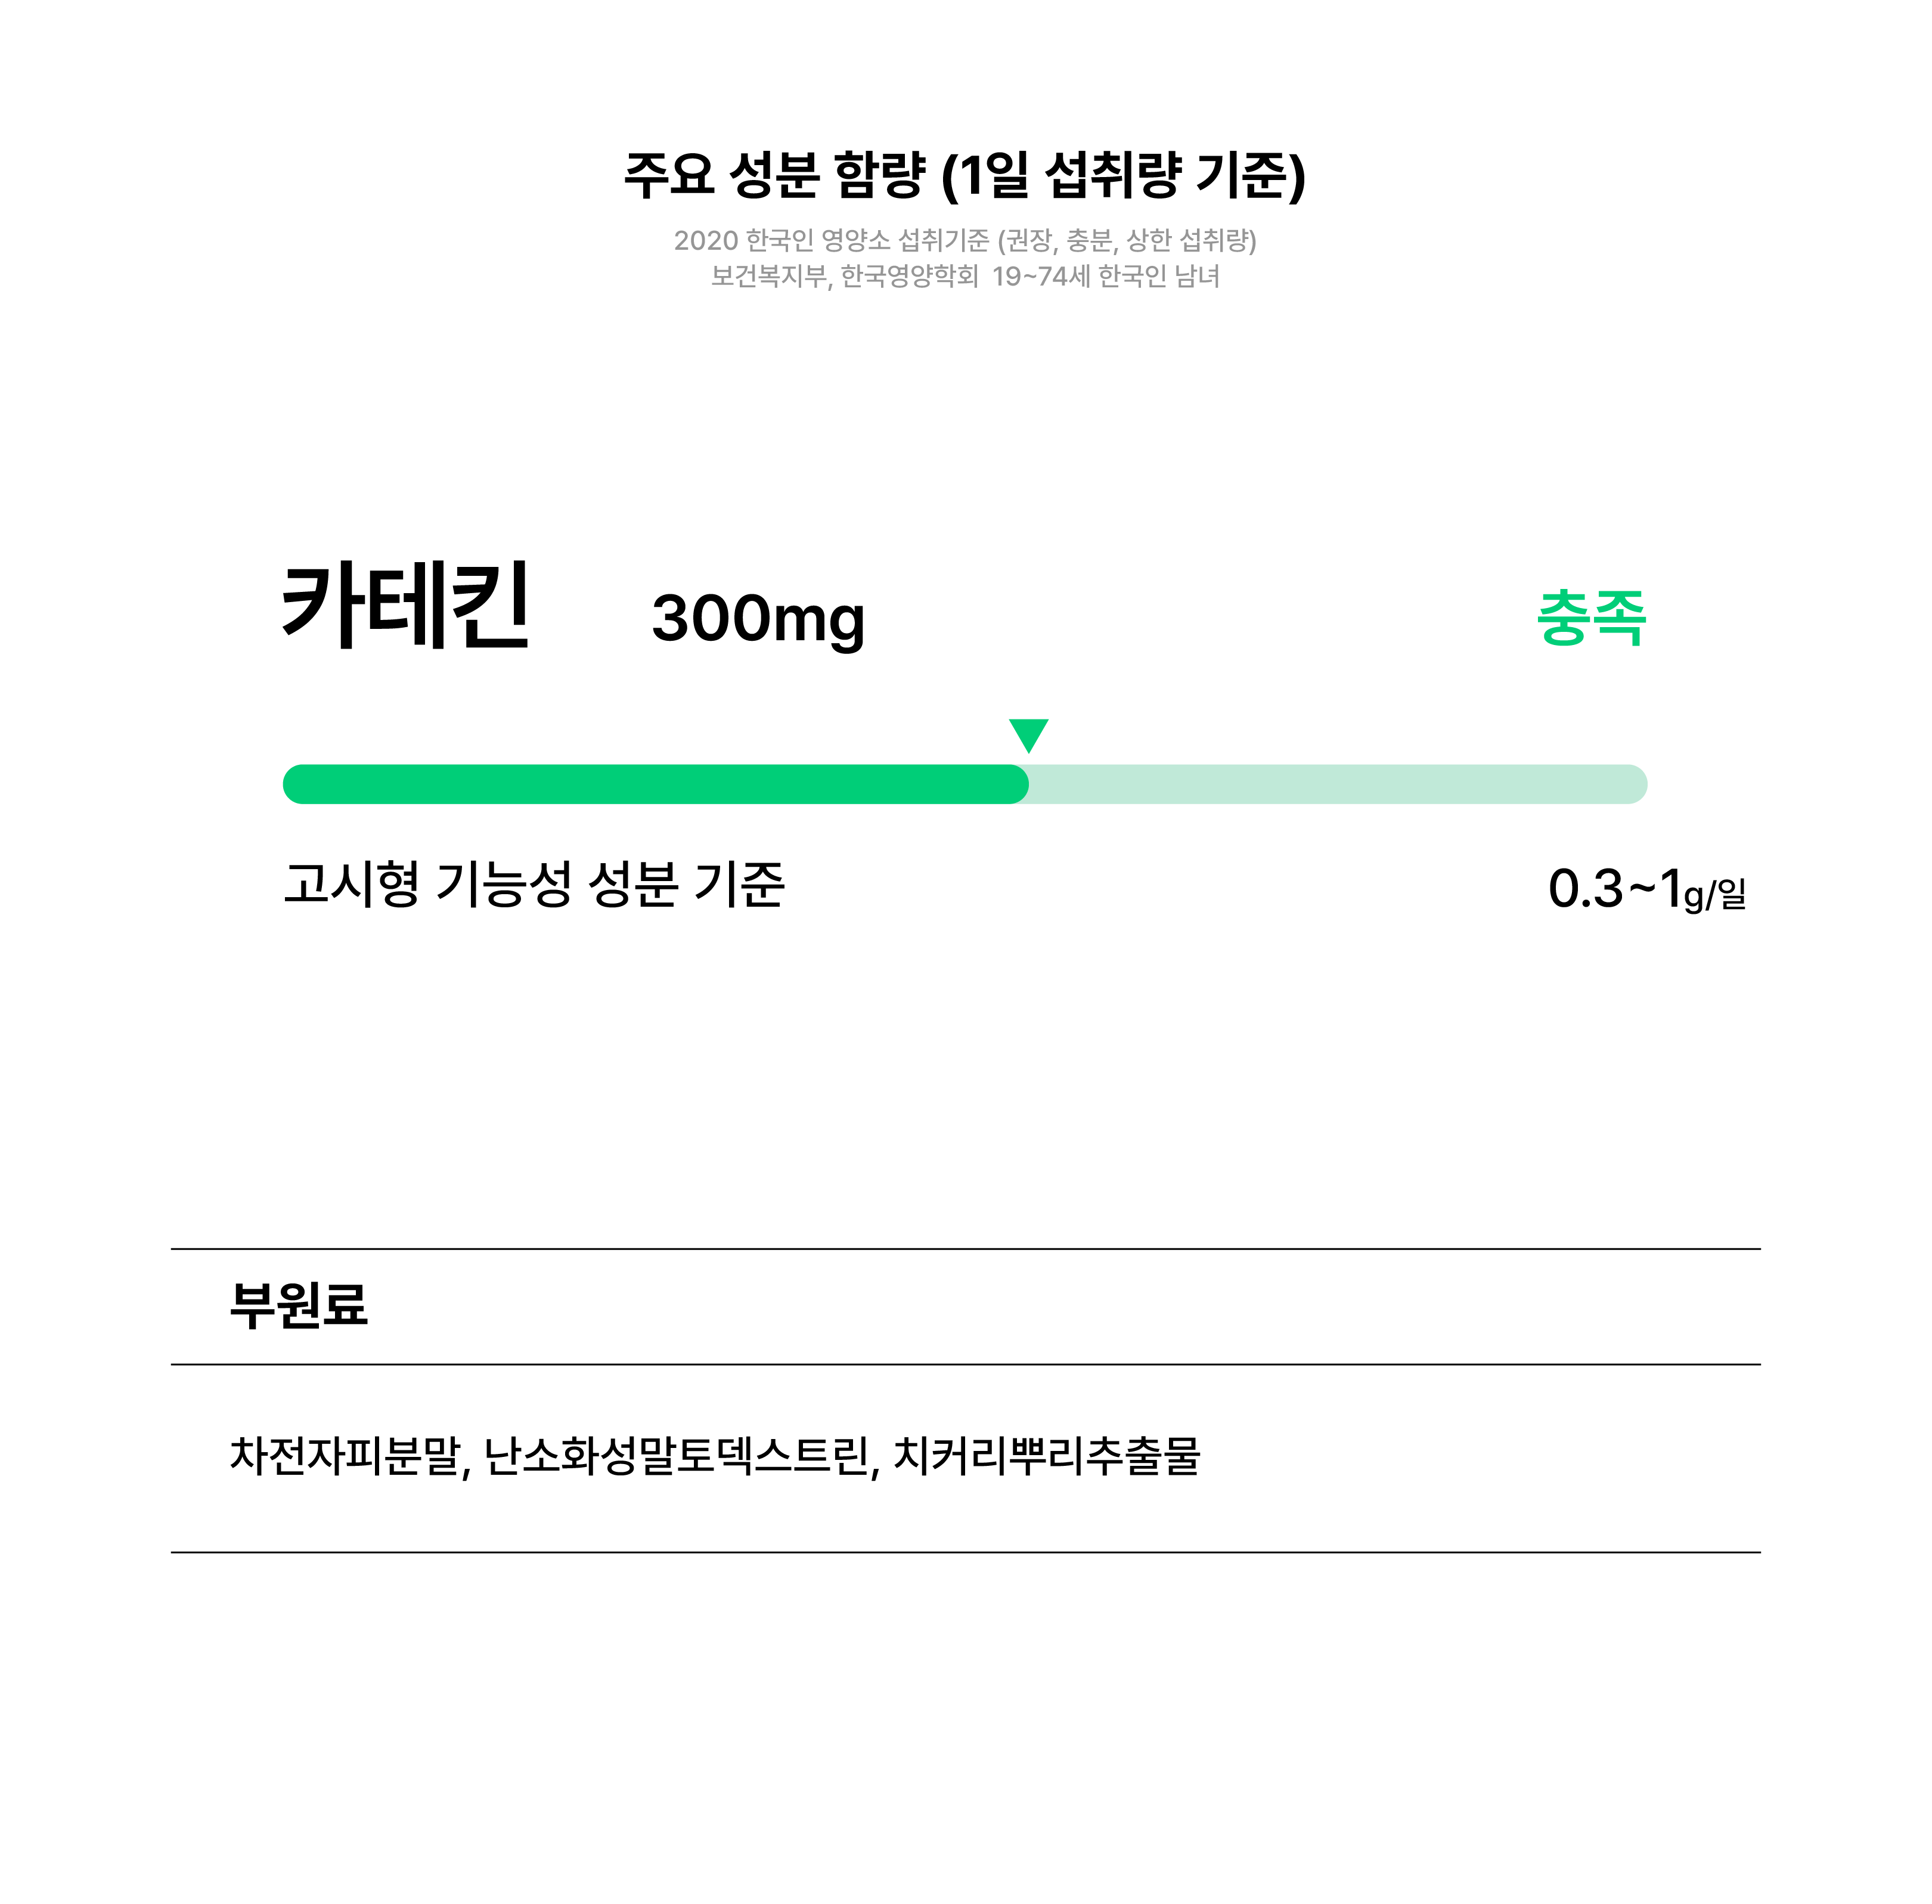 주요 성분 함량 (1일 섭취량 기준)
2020 한국인 영양소 섭취기준 (권장, 충분, 상한 섭취량)
보건복지부, 한국영양학회 19~74세 한국인 남녀
카테킨 300mg 충족
고시형 기능성 성분 기준 0.3~1g/일
부원료
차전자피분말, 난소화성말토덱스트린, 치커리뿌리추출물